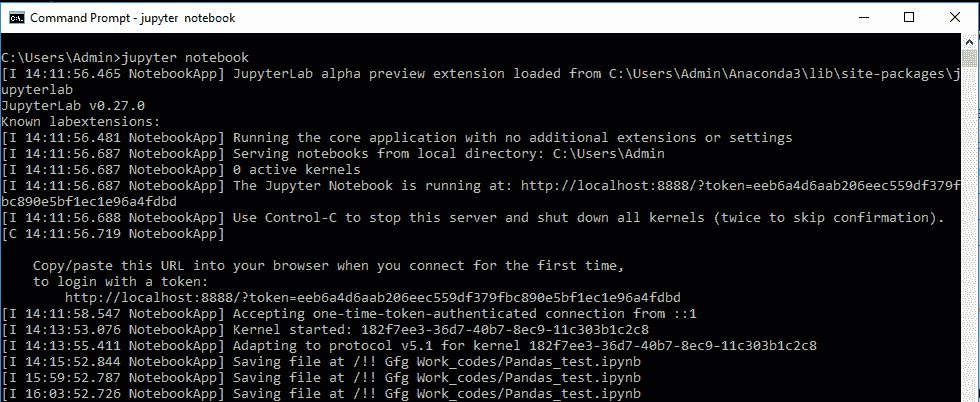 Command Prompt - jupyter notebook
C:\Users\Admin>jupyter notebook
[I 14:11:56.465 NotebookApp] JupyterLab alpha preview extension loaded from C:\Users\Admin\Anaconda3\lib\site-packages\j
upyterlab
JupyterLab v0.27.0
Known labextensions:
[I 14:11:56.481 NotebookApp] Running the core application with no additional extensions or settings
[I 14:11:56.687 NotebookApp] Serving notebooks from local directory: C:\Users\Admin
[I 14:11:56.687 NotebookApp] 0 active kernels
[I 14:11:56.687 NotebookApp] The Jupyter Notebook is running at: http://localhost:8888/?token=eeb6a4d6aab206eec559df379f
bc890e5bf1ec1e96a4fdbd
[I 14:11:56.688 NotebookApp] Use Control-C to stop this server and shut down all kernels (twice to skip confirmation).
[C 14:11:56.719 NotebookApp]
Copy/paste this URL into your browser when you connect for the first time,
to login with a token:
http://localhost:8888/?token=eeb6a4d6aab206eec559df379fbc890e5bf1ec1e96a4fdbd
[I 14:11:58.547 NotebookApp] Accepting one-time-token-authenticated connection from ::1
[I 14:13:53.076 NotebookApp] Kernel started: 182f7ee3-36d7-40b7-8ec9-11c303b1c2c8
[I 14:13:55.411 NotebookApp] Adapting to protocol v5.1 for kernel 182f7ee3-36d7-40b7-8ec9-11c303b1c2c8
[I 14:15:52.844 NotebookApp] Saving file at /!! Gfg Work_codes/Pandas_test.ipynb
[I 15:59:52.787 NotebookApp] Saving file at /!! Gfg Work_codes/Pandas_test.ipynb
[I 16:03:52.726 NotebookApp] Saving file at /!! Gfg Work_codes/Pandas_test.ipynb